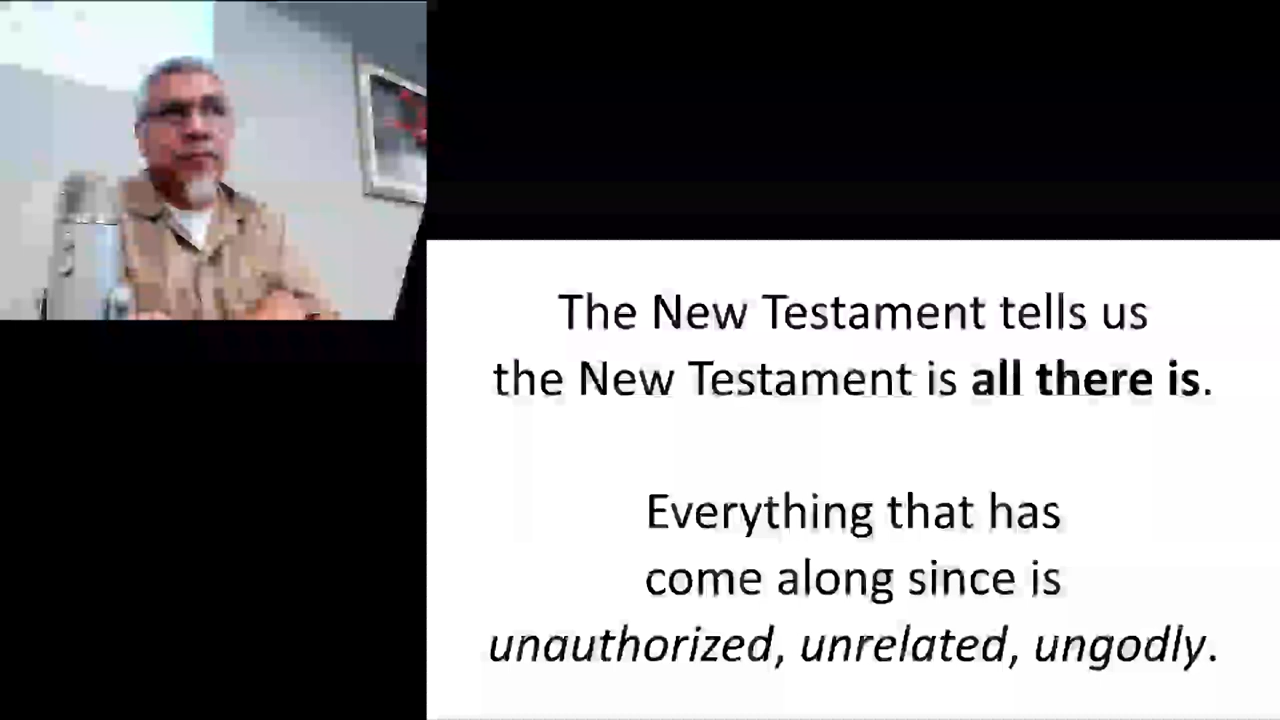 The New Testament tells us
the New Testament is all there is.
Everything that has
come along since is
unauthorized, unrelated, ungodly.